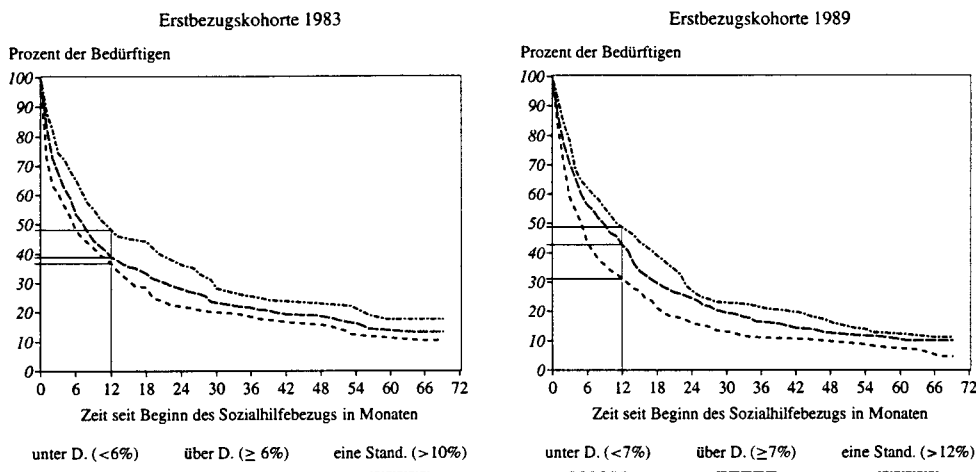 Erstbezugskohorte 1983
Prozent der Bedürftigen
100
90
80
70
60
50
40
30
20
10
0
0 6 12 18 24 30 36 42 48 54 60 66 72
Zeit seit Beginn des Sozialhilfebezugs in Monaten
unter D. (<6%) über D. (≥ 6%) eine Stand. (>10%)
Erstbezugskohorte 1989
Prozent der Bedürftigen
100
90
80
70
60
50
40
30
20
10
0
0 6 12 18 24 30 36 42 48 54 60 66 72
Zeit seit Beginn des Sozialhilfebezugs in Monaten
unter D. (<7%) über D. (≥7%) eine Stand. (>12%)